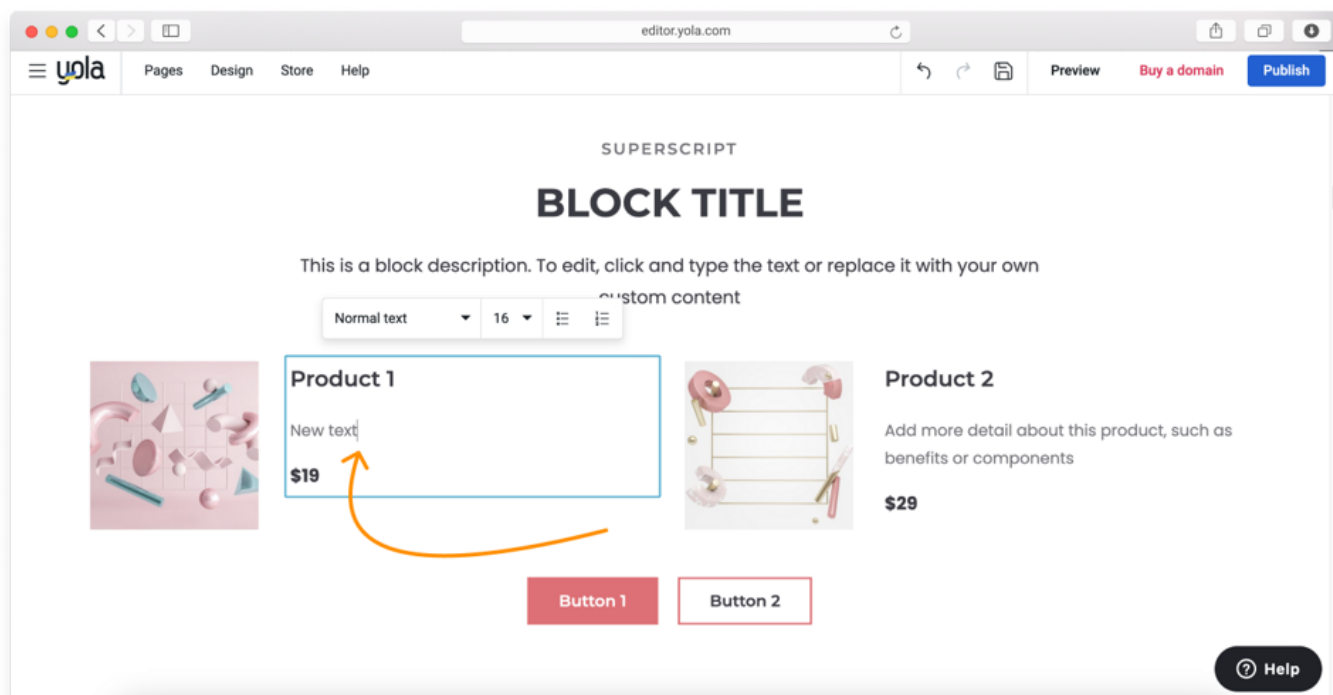 editor.yola.com
yola
Pages
Design
Store
Help
Preview
Buy a domain
Publish
SUPERSCRIPT
BLOCK TITLE
This is a block description. To edit, click and type the text or replace it with your own
custom content
Normal text
16
Product 1
New text
$19
Product 2
Add more detail about this product, such as
benefits or components
$29
Button 1
Button 2
Help